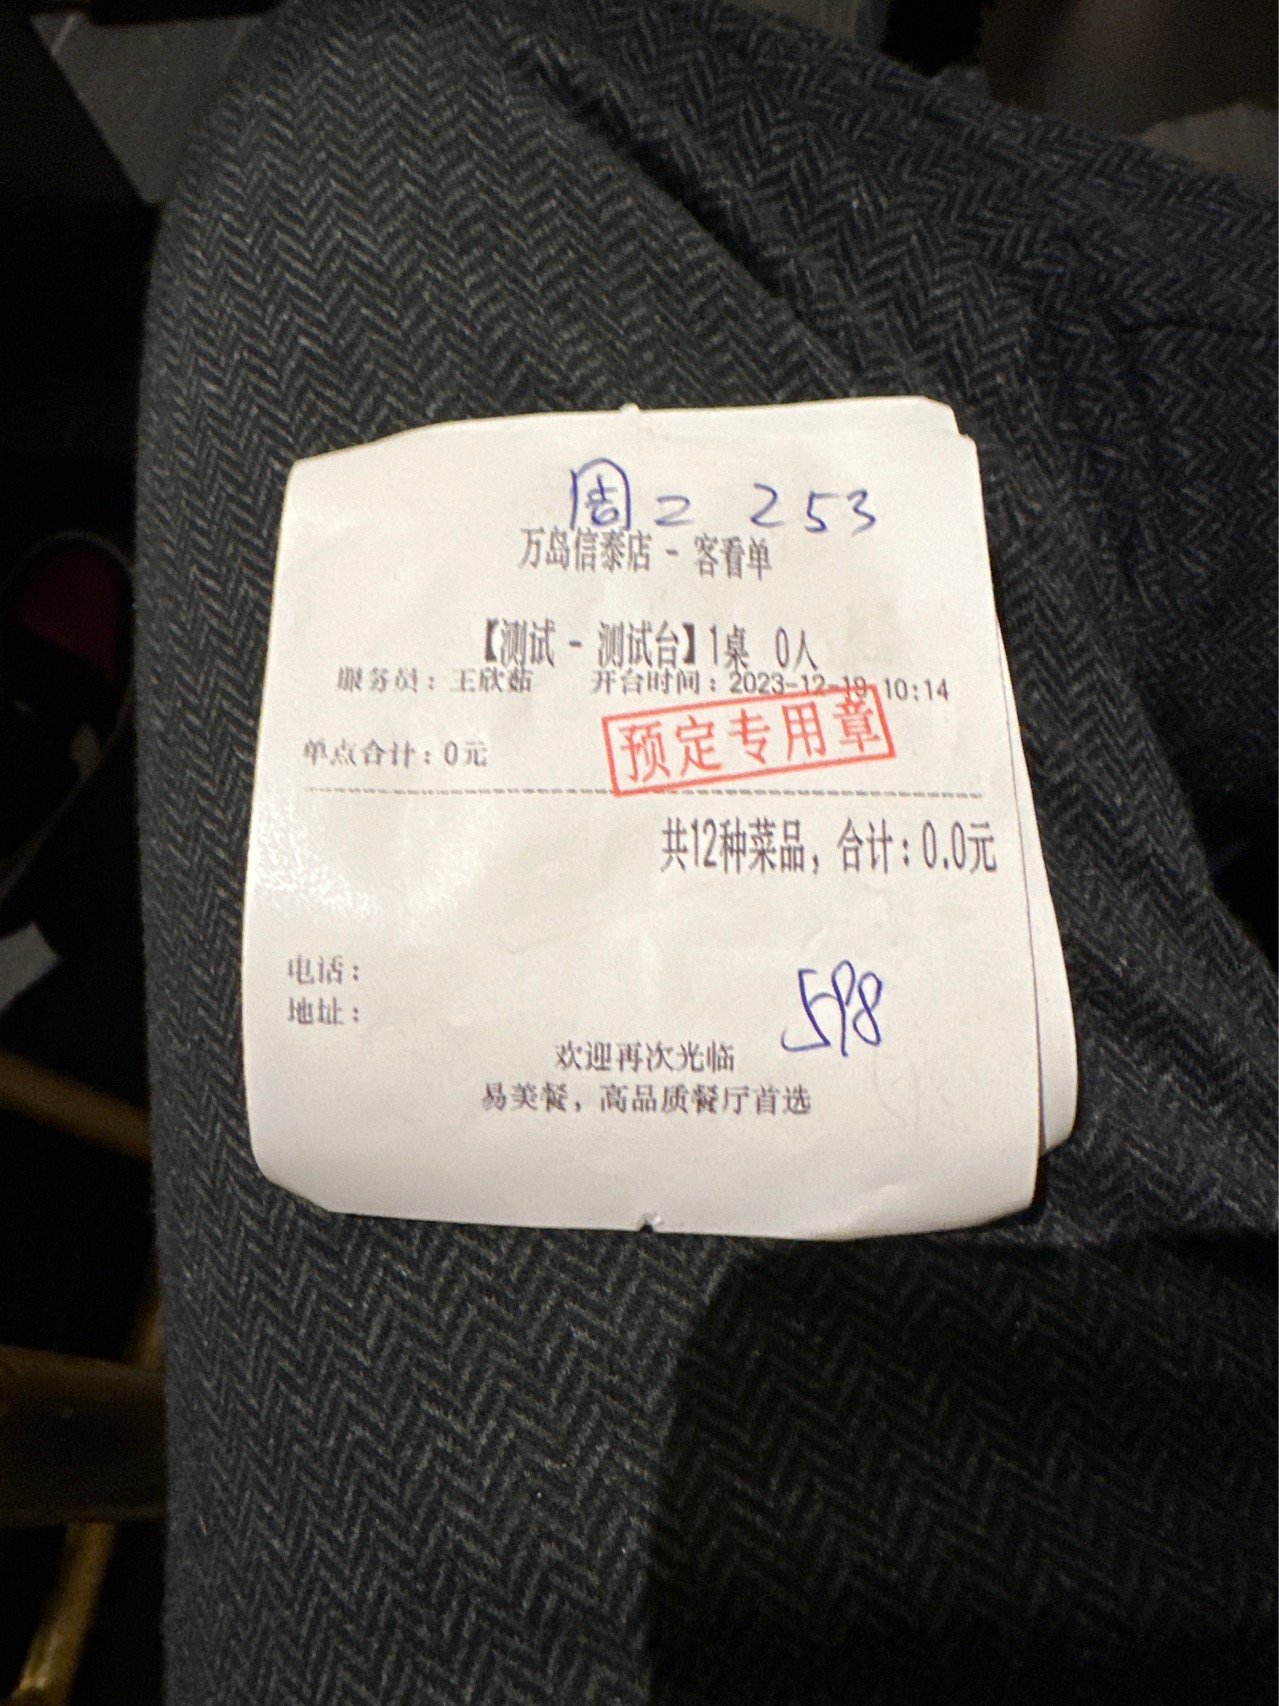 周二 253
万岛信泰店 - 客看单
【测试 - 测试台】1桌 0人
服务员：王欣茹 开台时间：2023-12-19 10:14
预定专用章
单点合计：0元
共12种菜品，合计：0.0元
电话：
地址：
598
欢迎再次光临
易美餐，高品质餐厅首选